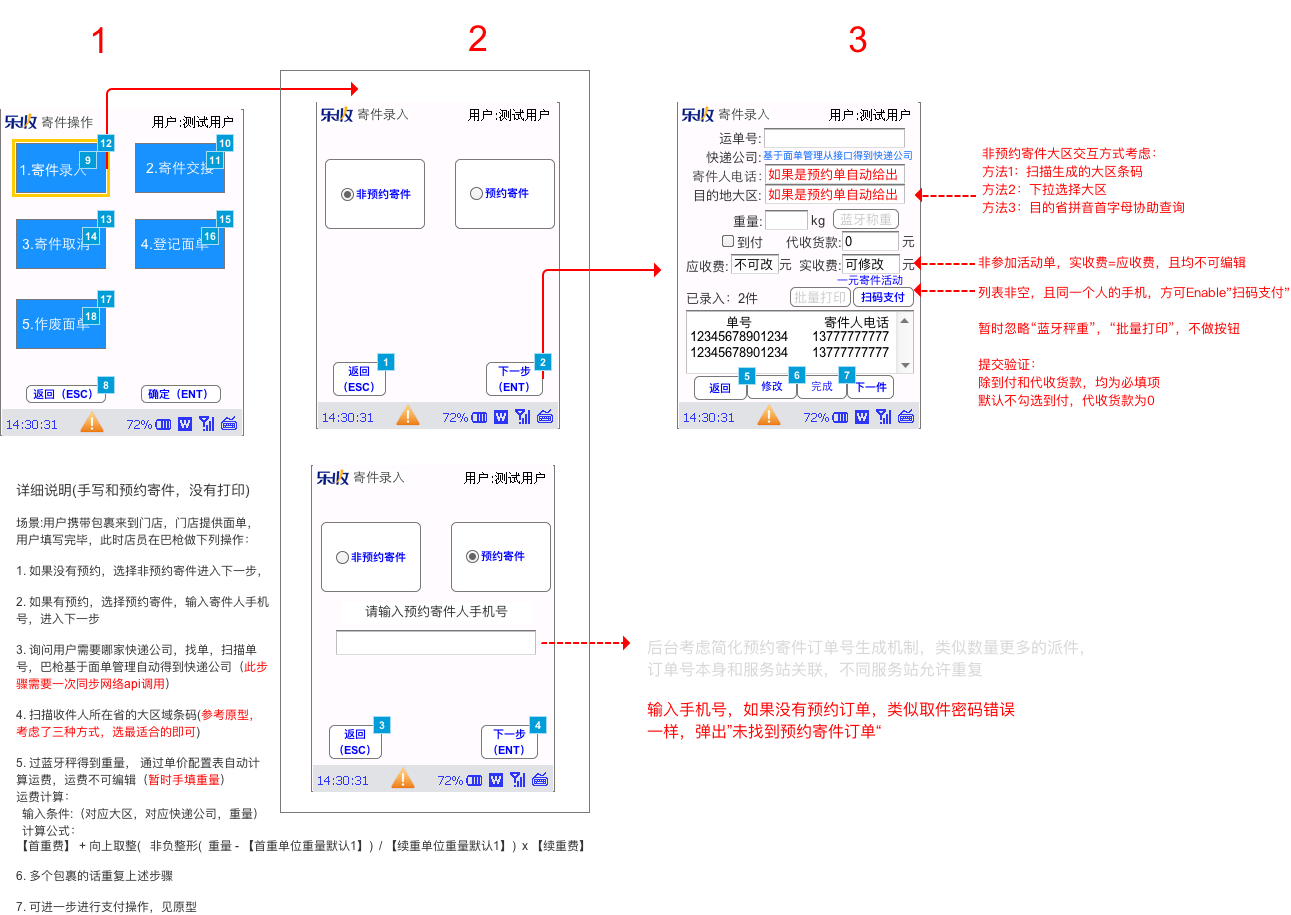 1
2
3
乐收 寄件操作 用户:测试用户
1.寄件录入
9
12
2.寄件交接
11
10
3.寄件取消
14
13
4.登记面单
16
15
5.作废面单
18
17
返回（ESC）
8
确定（ENT）
14:30:31 72%
乐收 寄件录入 用户:测试用户
非预约寄件
预约寄件
返回
（ESC）
1
下一步
（ENT）
2
14:30:31 72%
乐收 寄件录入 用户:测试用户
非预约寄件
预约寄件
请输入预约寄件人手机号
返回
（ESC）
3
下一步
（ENT）
4
14:30:31 72%
乐收 寄件录入 用户:测试用户
运单号:
快递公司: 基于面单管理从接口得到快递公司
寄件人电话: 如果是预约单自动给出
目的地大区: 如果是预约单自动给出
重量: kg 蓝牙称重
到付 代收货款: 0 元
应收费: 不可改 元 实收费: 可修改 元
一元寄件活动
已录入：2件 批量打印 扫码支付
单号 寄件人电话
12345678901234 13777777777
12345678901234 13777777777
返回 5 修改 6 完成 7 下一件
14:30:31 72%
非预约寄件大区交互方式考虑：
方法1：扫描生成的大区条码
方法2：下拉选择大区
方法3：目的省拼音首字母协助查询
非参加活动单，实收费=应收费，且均不可编辑
列表非空，且同一个人的手机，方可Enable”扫码支付”
暂时忽略“蓝牙秤重”，“批量打印”，不做按钮
提交验证：
除到付和代收货款，均为必填项
默认不勾选到付，代收货款为0
后台考虑简化预约寄件订单号生成机制，类似数量更多的派件，
订单号本身和服务站关联，不同服务站允许重复
输入手机号，如果没有预约订单，类似取件密码错误
一样，弹出”未找到预约寄件订单“
详细说明(手写和预约寄件，没有打印)
场景:用户携带包裹来到门店，门店提供面单，
用户填写完毕，此时店员在巴枪做下列操作：
1. 如果没有预约，选择非预约寄件进入下一步，
2. 如果有预约，选择预约寄件，输入寄件人手机
号，进入下一步
3. 询问用户需要哪家快递公司，找单，扫描单
号，巴枪基于面单管理自动得到快递公司（此步
骤需要一次同步网络api调用）
4. 扫描收件人所在省的大区域条码(参考原型，
考虑了三种方式，选最适合的即可)
5. 过蓝牙秤得到重量， 通过单价配置表自动计
算运费，运费不可编辑（暂时手填重量）
运费计算：
输入条件:（对应大区，对应快递公司，重量）
计算公式：
【首重费】 + 向上取整( 非负整形( 重量 - 【首重单位重量默认1】) / 【续重单位重量默认1】) x 【续重费】
6. 多个包裹的话重复上述步骤
7. 可进一步进行支付操作，见原型